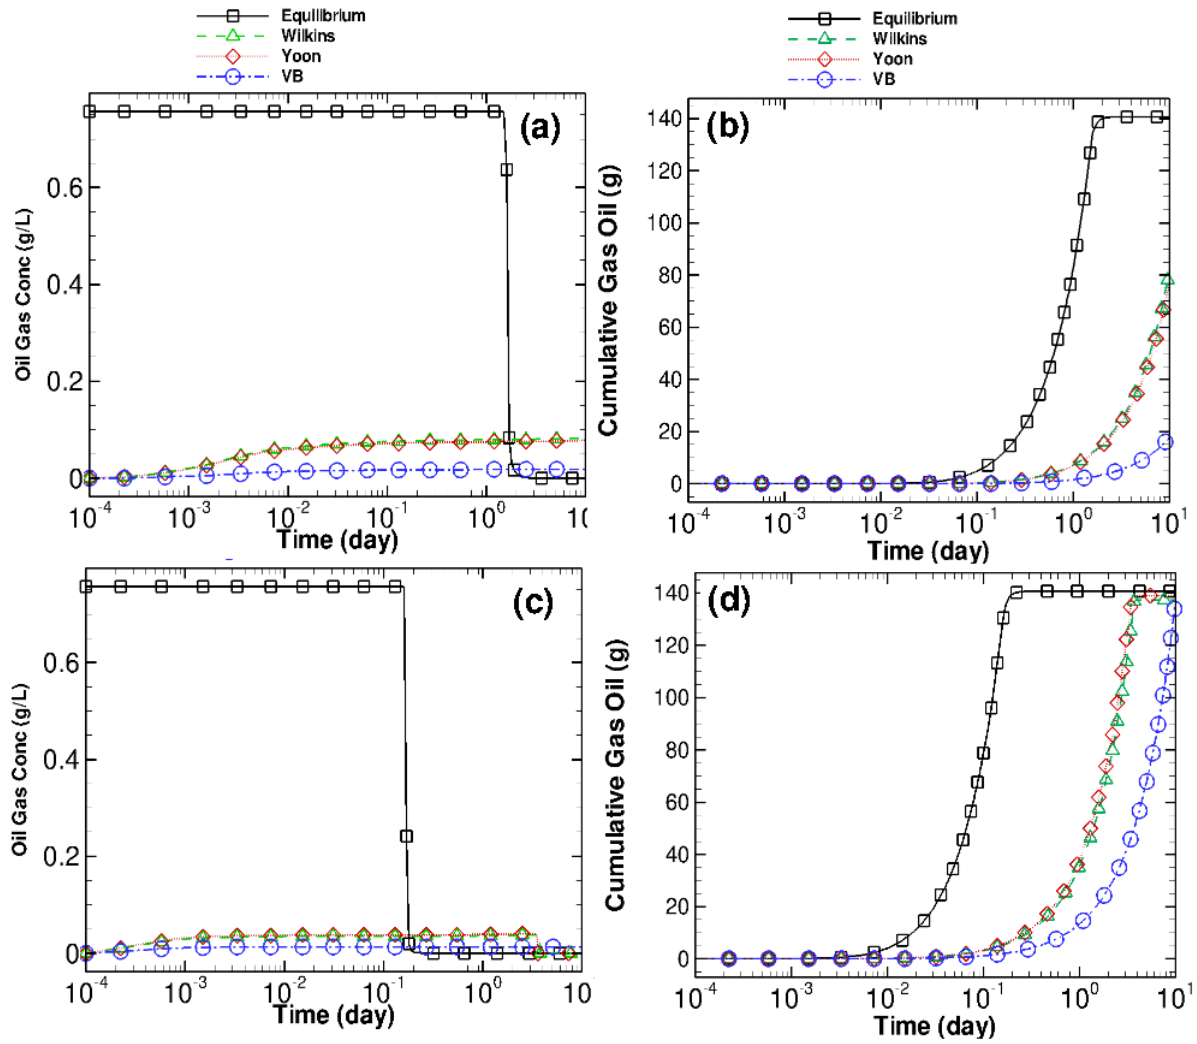 Equilibrium
Wilkins
Yoon
VB
Equilibrium
Wilkins
Yoon
VB
(a)
Oil Gas Conc (g/L)
0.6
0.4
0.2
0
10-4 10-3 10-2 10-1 100 10
Time (day)
(b)
Cumulative Gas Oil (g)
140
120
100
80
60
40
20
0
10-4 10-3 10-2 10-1 100 101
Time (day)
(c)
Oil Gas Conc (g/L)
0.6
0.4
0.2
0
10-4 10-3 10-2 10-1 100 10
Time (day)
(d)
Cumulative Gas Oil (g)
140
120
100
80
60
40
20
0
10-4 10-3 10-2 10-1 100 101
Time (day)